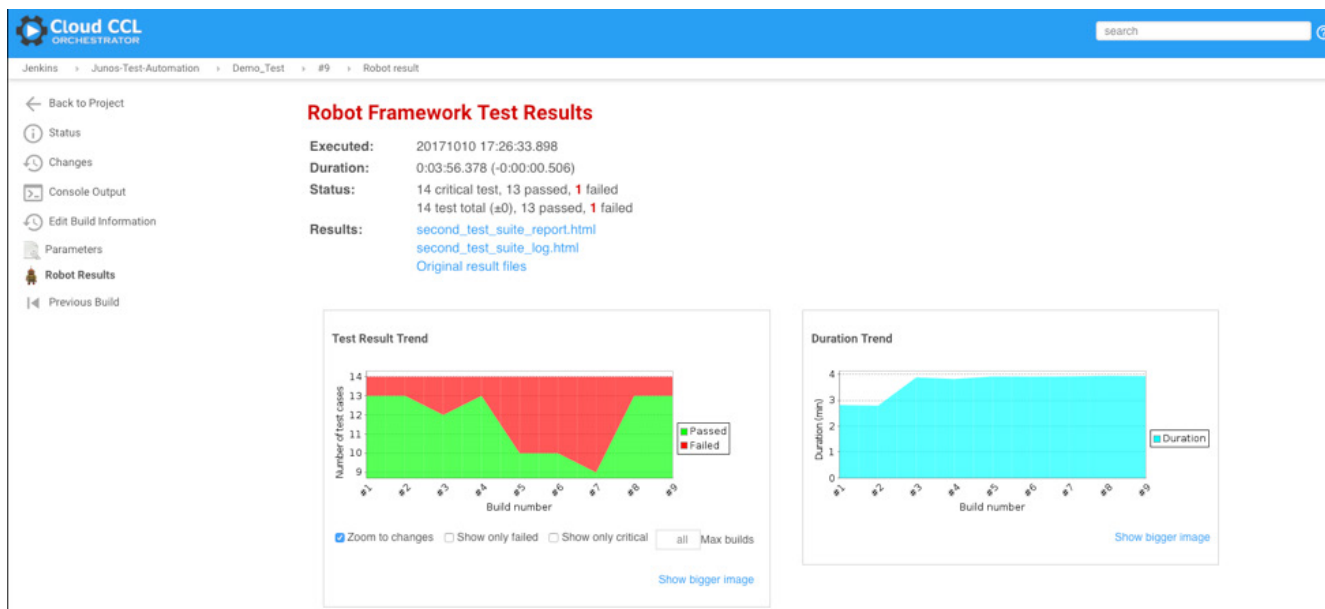 Cloud CCL
ORCHESTRATOR
search
Jenkins › Junos-Test-Automation › Demo_Test › #9 › Robot result
Back to Project
Status
Changes
Console Output
Edit Build Information
Parameters
Robot Results
Previous Build
Robot Framework Test Results
Executed: 20171010 17:26:33.898
Duration: 0:03:56.378 (-0:00:00.506)
Status: 14 critical test, 13 passed, 1 failed
14 test total (±0), 13 passed, 1 failed
Results: second_test_suite_report.html
second_test_suite_log.html
Original result files
Test Result Trend
14
13
12
11
10
9
Number of test cases
#1 #2 #3 #4 #5 #6 #7 #8 #9
Build number
Passed
Failed
Zoom to changes Show only failed Show only critical all Max builds
Show bigger image
Duration Trend
4
3
2
1
0
Duration (min)
#1 #2 #3 #4 #5 #6 #7 #8 #9
Build number
Duration
Show bigger image